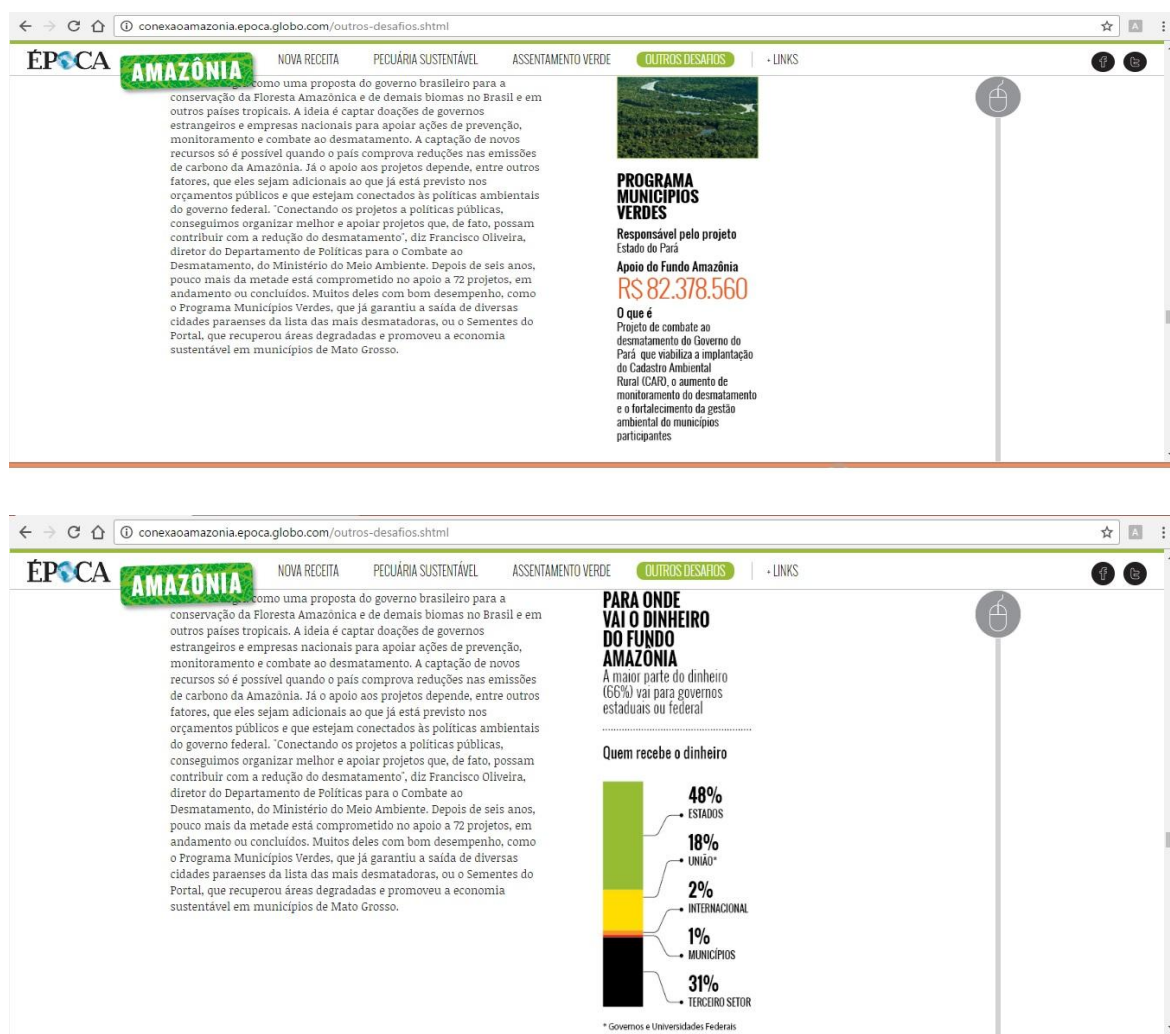 conexaoamazonia.epoca.globo.com/outros-desafios.shtml
ÉPOCA
AMAZÔNIA
NOVA RECEITA PECUÁRIA SUSTENTÁVEL ASSENTAMENTO VERDE OUTROS DESAFIOS + LINKS
como uma proposta do governo brasileiro para a
conservação da Floresta Amazônica e de demais biomas no Brasil e em
outros países tropicais. A ideia é captar doações de governos
estrangeiros e empresas nacionais para apoiar ações de prevenção,
monitoramento e combate ao desmatamento. A captação de novos
recursos só é possível quando o país comprova reduções nas emissões
de carbono da Amazônia. Já o apoio aos projetos depende, entre outros
fatores, que eles sejam adicionais ao que já está previsto nos
orçamentos públicos e que estejam conectados às políticas ambientais
do governo federal. "Conectando os projetos a políticas públicas,
conseguimos organizar melhor e apoiar projetos que, de fato, possam
contribuir com a redução do desmatamento", diz Francisco Oliveira,
diretor do Departamento de Políticas para o Combate ao
Desmatamento, do Ministério do Meio Ambiente. Depois de seis anos,
pouco mais da metade está comprometido no apoio a 72 projetos, em
andamento ou concluídos. Muitos deles com bom desempenho, como
o Programa Municípios Verdes, que já garantiu a saída de diversas
cidades paraenses da lista das mais desmatadoras, ou o Sementes do
Portal, que recuperou áreas degradadas e promoveu a economia
sustentável em municípios de Mato Grosso.
PROGRAMA
MUNICÍPIOS
VERDES
Responsável pelo projeto
Estado do Pará
Apoio do Fundo Amazônia
R$ 82.378.560
O que é
Projeto de combate ao
desmatamento do Governo do
Pará que viabiliza a implantação
do Cadastro Ambiental
Rural (CAR), o aumento de
monitoramento do desmatamento
e o fortalecimento da gestão
ambiental do municípios
participantes
conexaoamazonia.epoca.globo.com/outros-desafios.shtml
ÉPOCA
AMAZÔNIA
NOVA RECEITA PECUÁRIA SUSTENTÁVEL ASSENTAMENTO VERDE OUTROS DESAFIOS + LINKS
como uma proposta do governo brasileiro para a
conservação da Floresta Amazônica e de demais biomas no Brasil e em
outros países tropicais. A ideia é captar doações de governos
estrangeiros e empresas nacionais para apoiar ações de prevenção,
monitoramento e combate ao desmatamento. A captação de novos
recursos só é possível quando o país comprova reduções nas emissões
de carbono da Amazônia. Já o apoio aos projetos depende, entre outros
fatores, que eles sejam adicionais ao que já está previsto nos
orçamentos públicos e que estejam conectados às políticas ambientais
do governo federal. "Conectando os projetos a políticas públicas,
conseguimos organizar melhor e apoiar projetos que, de fato, possam
contribuir com a redução do desmatamento", diz Francisco Oliveira,
diretor do Departamento de Políticas para o Combate ao
Desmatamento, do Ministério do Meio Ambiente. Depois de seis anos,
pouco mais da metade está comprometido no apoio a 72 projetos, em
andamento ou concluídos. Muitos deles com bom desempenho, como
o Programa Municípios Verdes, que já garantiu a saída de diversas
cidades paraenses da lista das mais desmatadoras, ou o Sementes do
Portal, que recuperou áreas degradadas e promoveu a economia
sustentável em municípios de Mato Grosso.
PARA ONDE
VAI O DINHEIRO
DO FUNDO
AMAZÔNIA
A maior parte do dinheiro
(66%) vai para governos
estaduais ou federal
Quem recebe o dinheiro
48%
ESTADOS
18%
UNIÃO*
2%
INTERNACIONAL
1%
MUNICÍPIOS
31%
TERCEIRO SETOR
* Governos e Universidades Federais